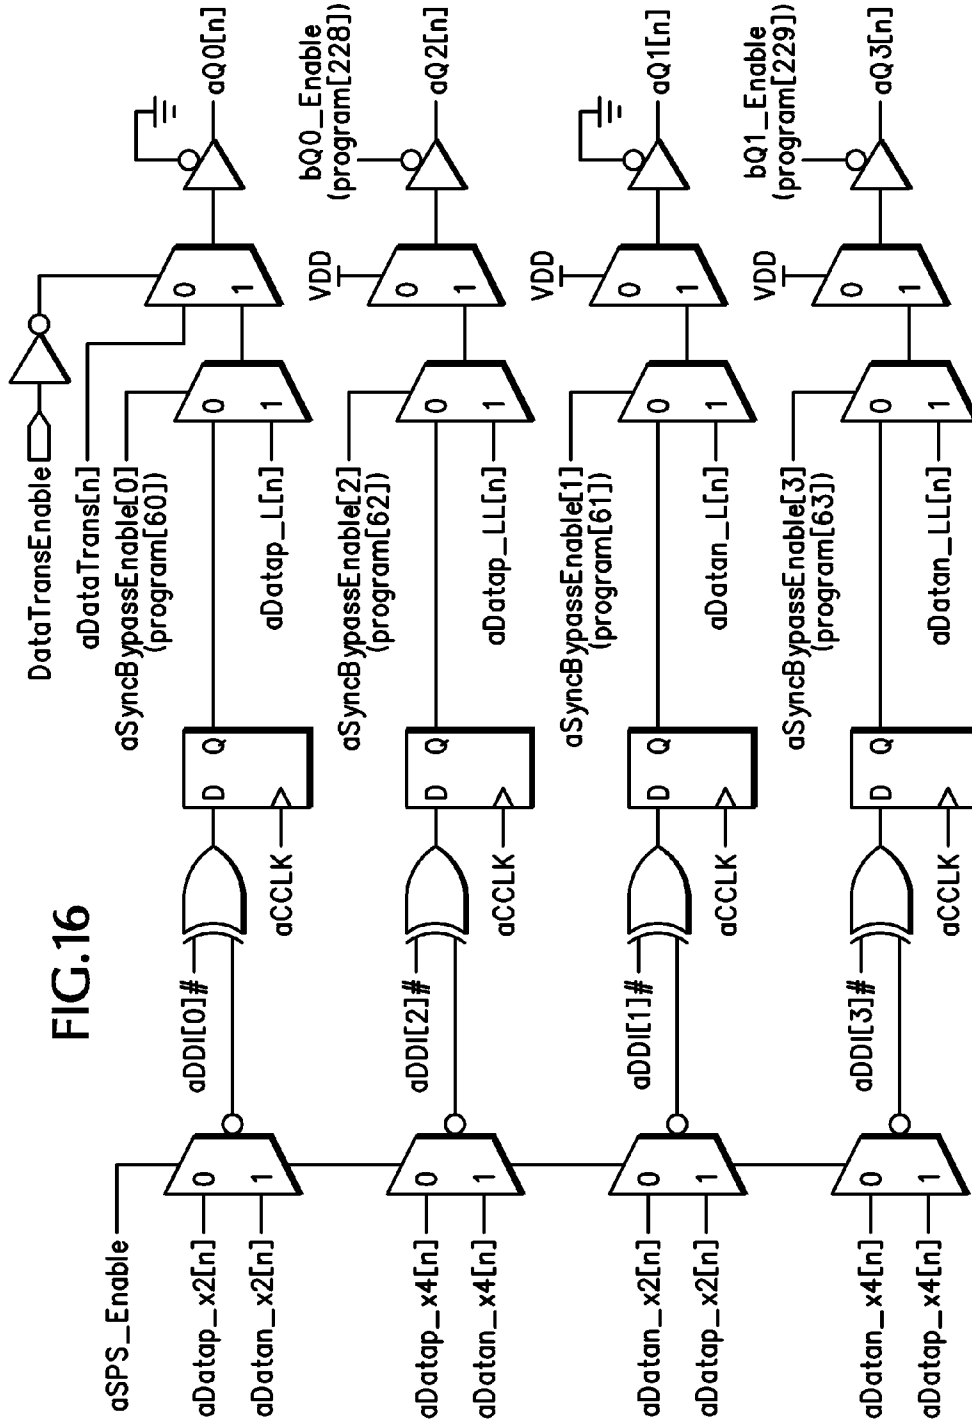 FIG.16
aSPS_Enable
aDatap_x2[n]
aDatan_x2[n]
0
1
aDDI[0]#
aCCLK
D
Q
DataTransEnable
aDataTrans[n]
aSyncBypassEnable[0]
(program[60])
aDatap_L[n]
0
1
0
1
aQ0[n]
aDatap_x4[n]
aDatan_x4[n]
0
1
aDDI[2]#
aCCLK
D
Q
aSyncBypassEnable[2]
(program[62])
aDatap_LL[n]
0
1
VDD
0
1
bQ0_Enable
(program[228])
aQ2[n]
aDatan_x2[n]
aDatap_x2[n]
0
1
aDDI[1]#
aCCLK
D
Q
aSyncBypassEnable[1]
(program[61])
aDatan_L[n]
0
1
VDD
0
1
aQ1[n]
aDatan_x4[n]
aDatap_x4[n]
0
1
aDDI[3]#
aCCLK
D
Q
aSyncBypassEnable[3]
(program[63])
aDatan_LL[n]
0
1
VDD
0
1
bQ1_Enable
(program[229])
aQ3[n]